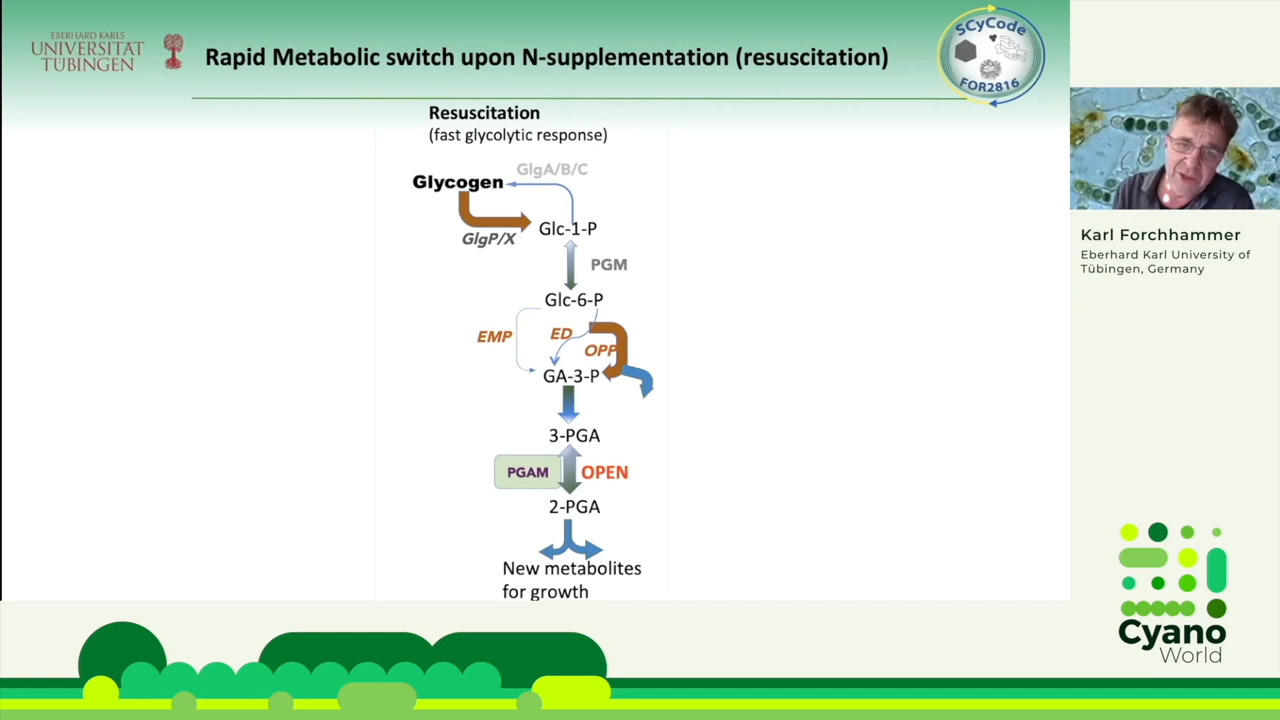 EBERHARD KARLS
UNIVERSITÄT
TÜBINGEN
Rapid Metabolic switch upon N-supplementation (resuscitation)
SCyCode
FOR2816
Resuscitation
(fast glycolytic response)
GlgA/B/C
Glycogen
Glc-1-P
GlgP/X
PGM
Glc-6-P
EMP
ED
OPP
GA-3-P
3-PGA
PGAM
OPEN
2-PGA
New metabolites
for growth
Karl Forchhammer
Eberhard Karl University of
Tübingen, Germany
Cyano
World